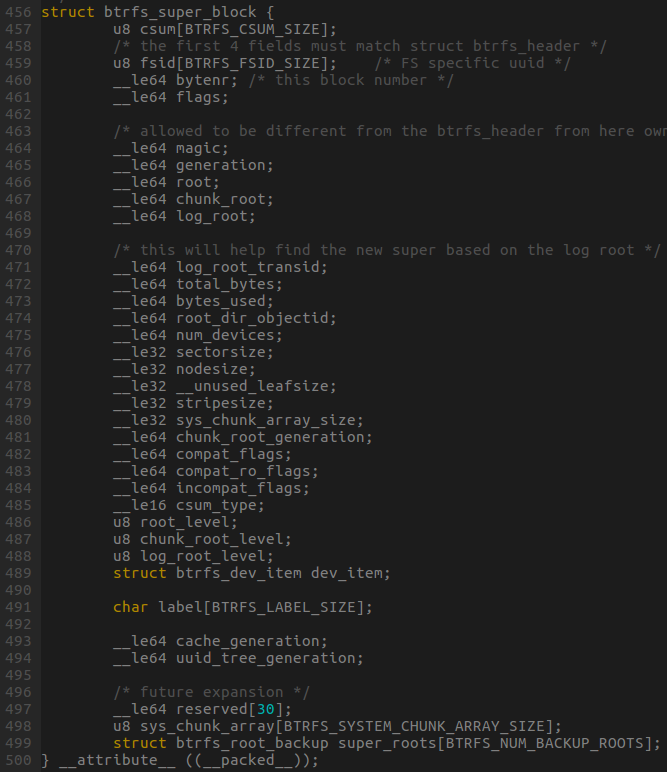 456 struct btrfs_super_block {
457         u8 csum[BTRFS_CSUM_SIZE];
458         /* the first 4 fields must match struct btrfs_header */
459         u8 fsid[BTRFS_FSID_SIZE];    /* FS specific uuid */
460         __le64 bytenr; /* this block number */
461         __le64 flags;
462
463         /* allowed to be different from the btrfs_header from here own
464         __le64 magic;
465         __le64 generation;
466         __le64 root;
467         __le64 chunk_root;
468         __le64 log_root;
469
470         /* this will help find the new super based on the log root */
471         __le64 log_root_transid;
472         __le64 total_bytes;
473         __le64 bytes_used;
474         __le64 root_dir_objectid;
475         __le64 num_devices;
476         __le32 sectorsize;
477         __le32 nodesize;
478         __le32 __unused_leafsize;
479         __le32 stripesize;
480         __le32 sys_chunk_array_size;
481         __le64 chunk_root_generation;
482         __le64 compat_flags;
483         __le64 compat_ro_flags;
484         __le64 incompat_flags;
485         __le16 csum_type;
486         u8 root_level;
487         u8 chunk_root_level;
488         u8 log_root_level;
489         struct btrfs_dev_item dev_item;
490
491         char label[BTRFS_LABEL_SIZE];
492
493         __le64 cache_generation;
494         __le64 uuid_tree_generation;
495
496         /* future expansion */
497         __le64 reserved[30];
498         u8 sys_chunk_array[BTRFS_SYSTEM_CHUNK_ARRAY_SIZE];
499         struct btrfs_root_backup super_roots[BTRFS_NUM_BACKUP_ROOTS];
500 } __attribute__ ((__packed__));